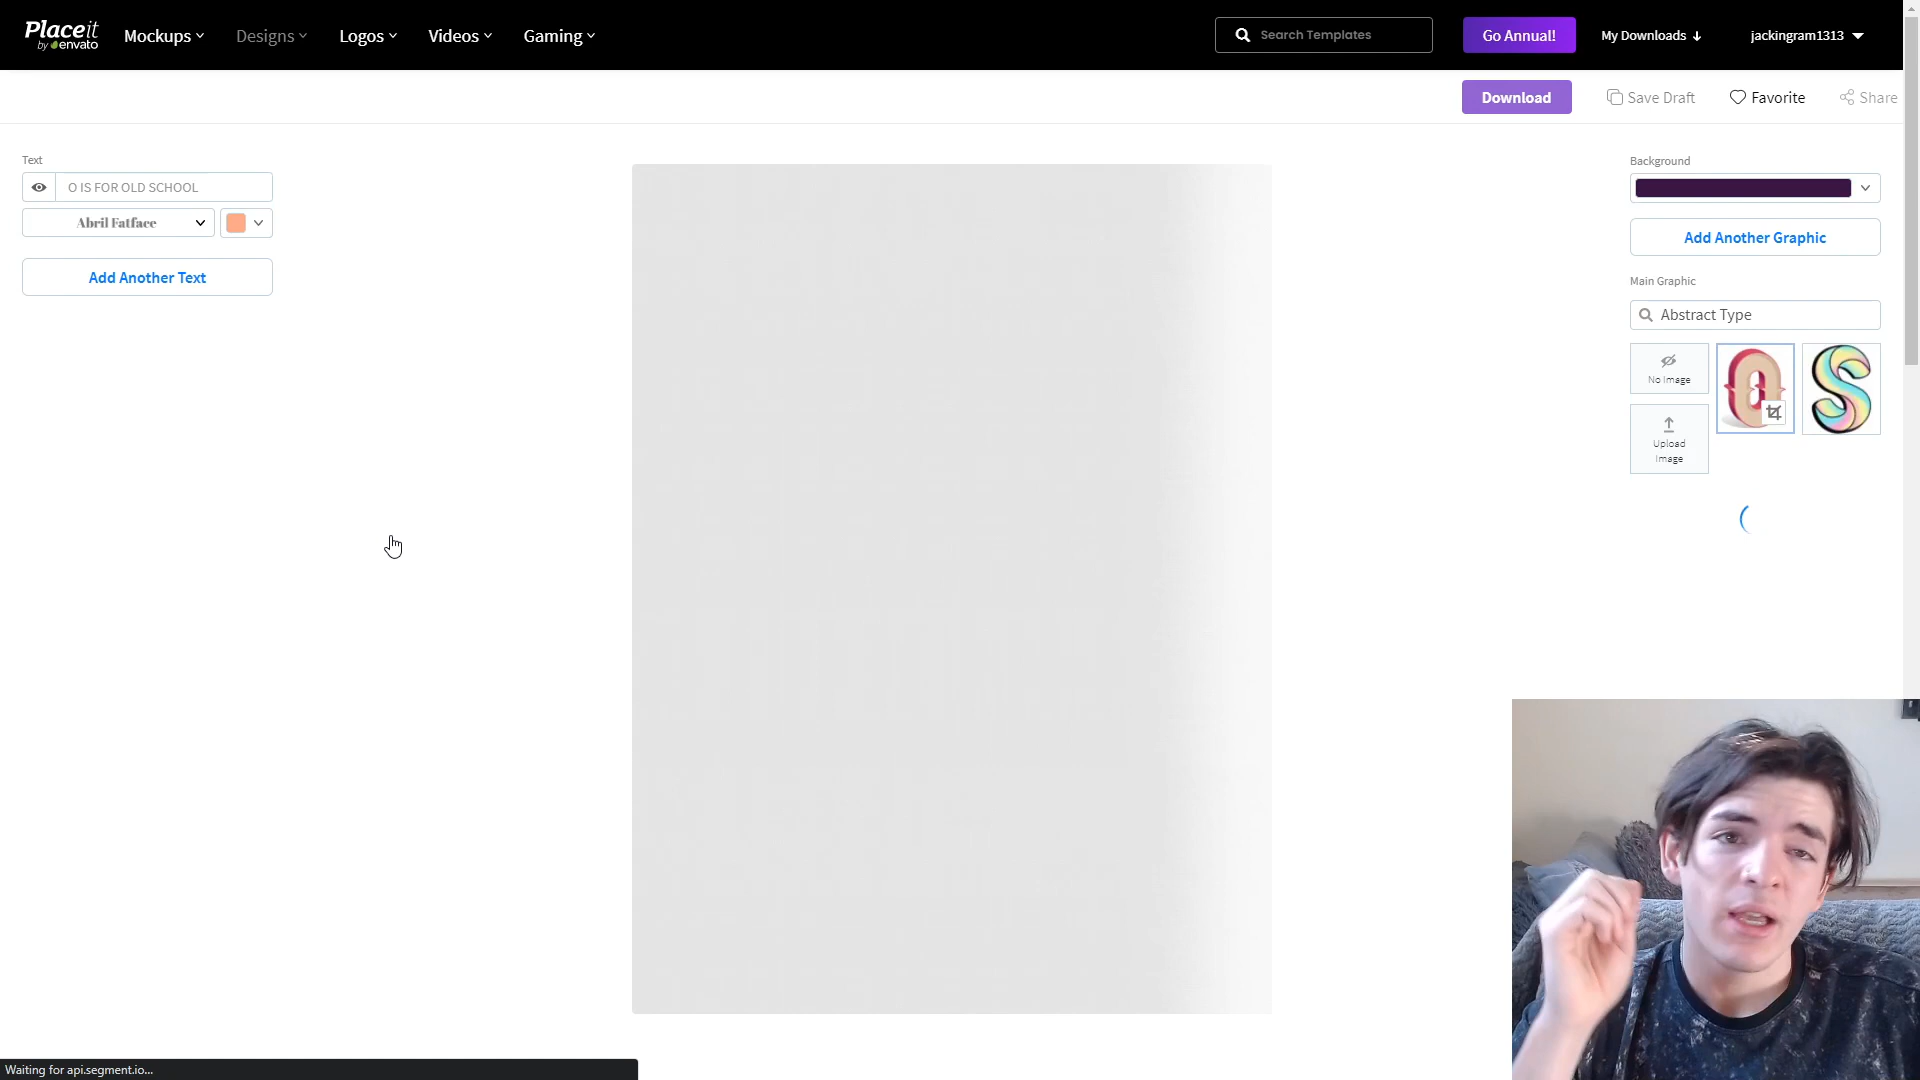 Placeit
by envato
Mockups
Designs
Logos
Videos
Gaming
Search Templates
Go Annual!
My Downloads
jackingram1313
Download
Save Draft
Favorite
Share
Text
O IS FOR OLD SCHOOL
Abril Fatface
Add Another Text
Background
Add Another Graphic
Main Graphic
Abstract Type
No Image
Upload
Image
O
S
Waiting for api.segment.io...